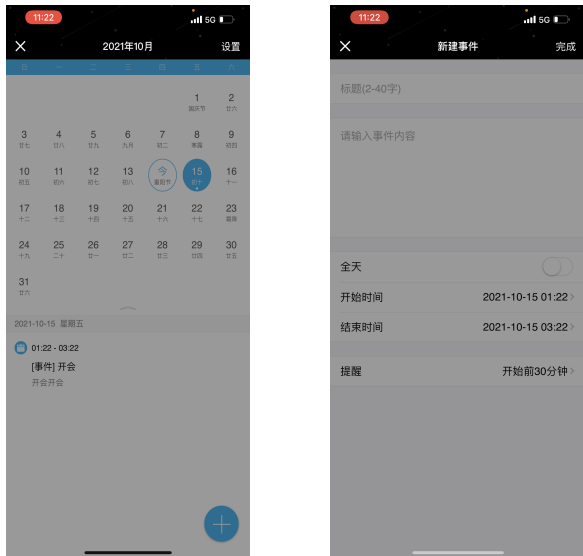 11:22
5G
2021年10月
设置
日 一 二 三 四 五 六
1 2
国庆节 廿六
3 4 5 6 7 8 9
廿七 廿八 廿九 九月 初二 寒露 初四
10 11 12 13 今 15 16
初五 初六 初七 初八 重阳节 初十 十一
17 18 19 20 21 22 23
十二 十三 十四 十五 十六 十七 霜降
24 25 26 27 28 29 30
十九 二十 廿一 廿二 廿三 廿四 廿五
31
廿六
2021-10-15 星期五
01:22 - 03:22
[事件] 开会
开会开会
11:22
5G
新建事件
完成
标题(2-40字)
请输入事件内容
全天
开始时间 2021-10-15 01:22
结束时间 2021-10-15 03:22
提醒 开始前30分钟